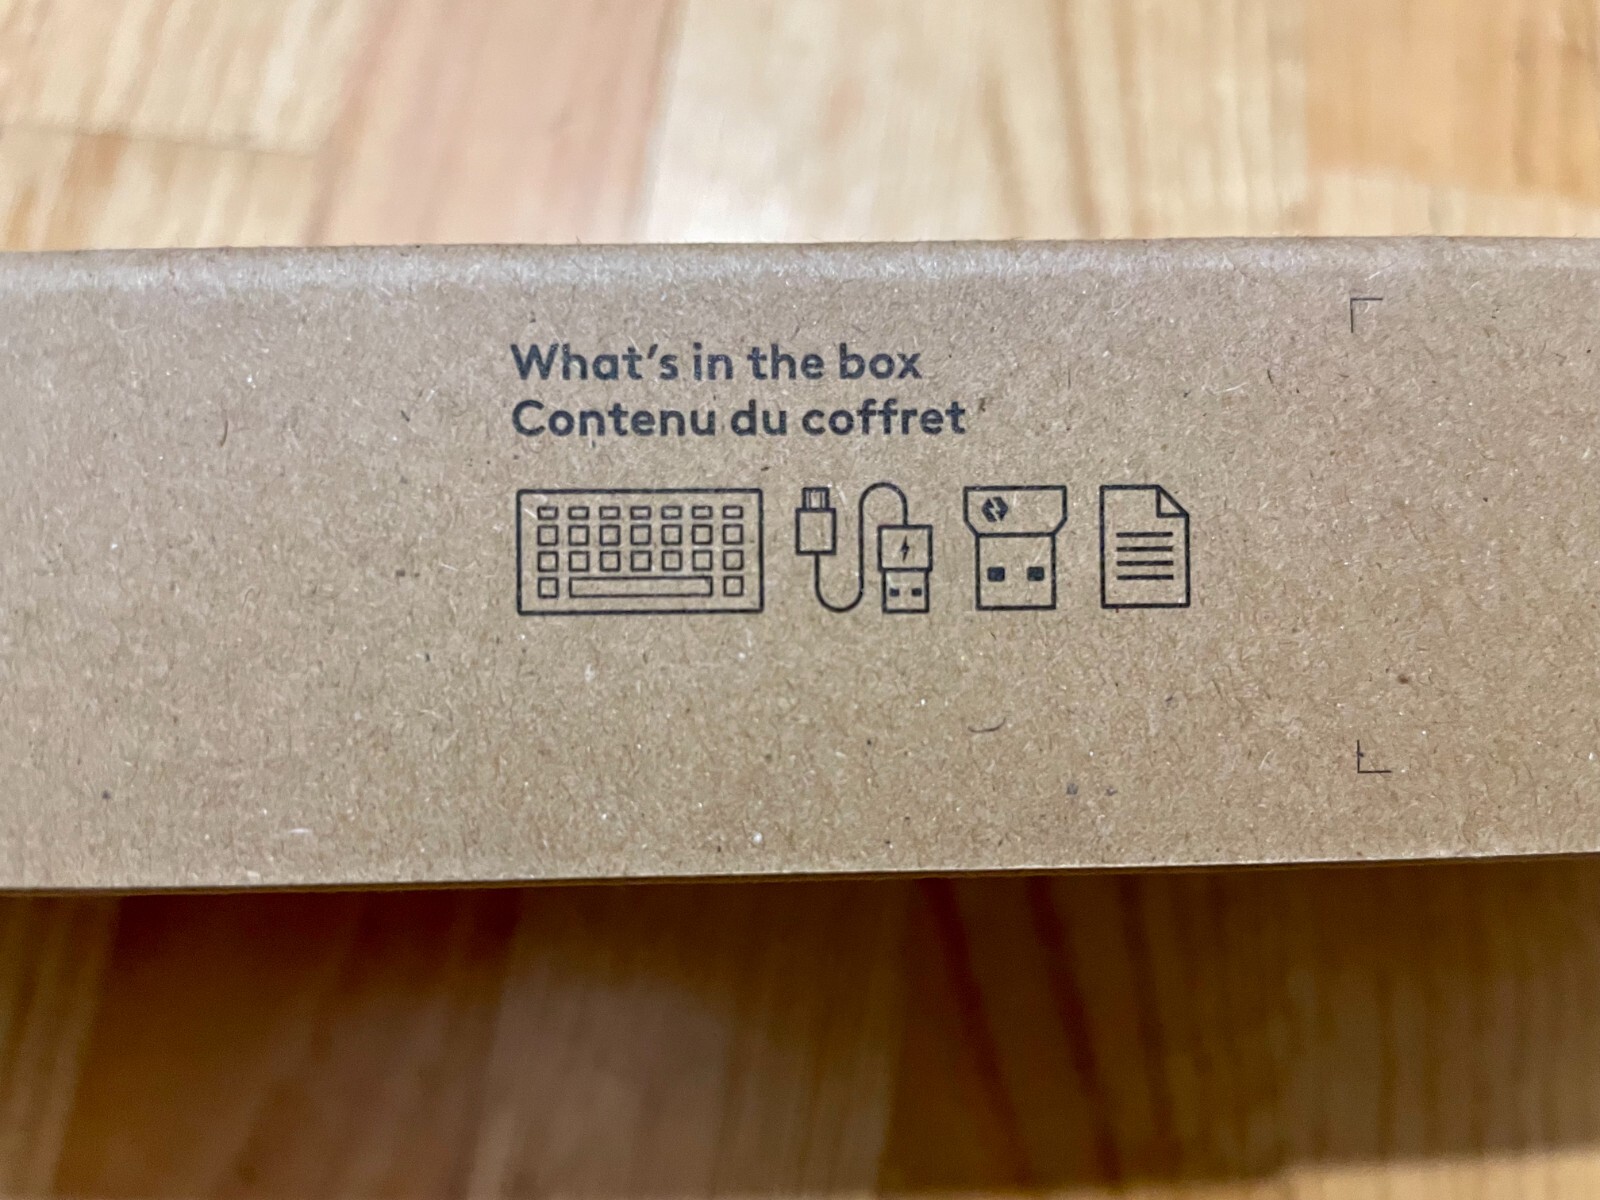 What's in the box
Contenu du coffret